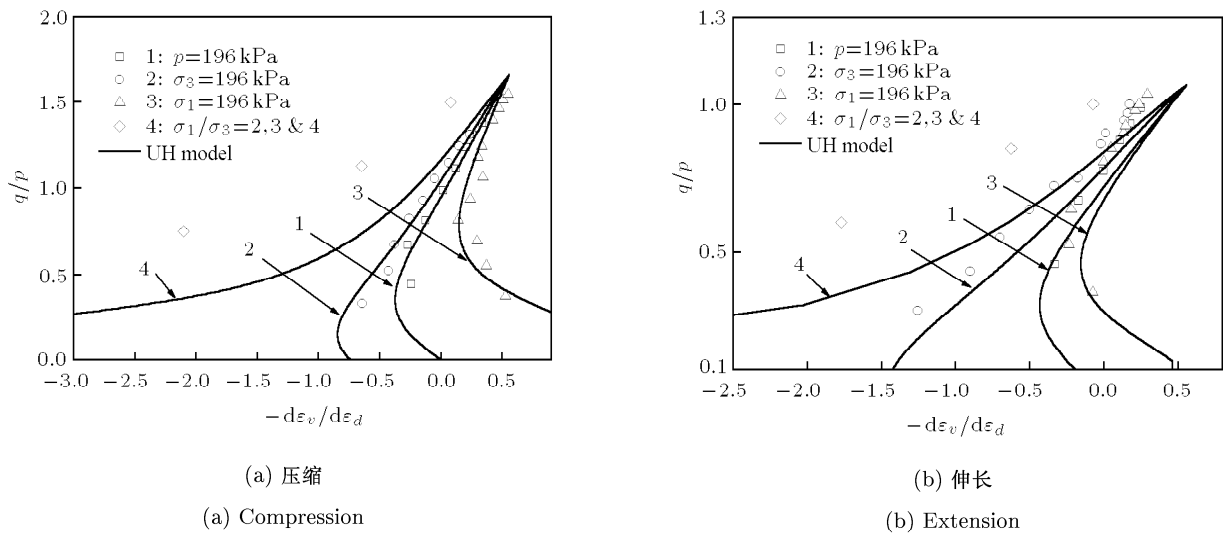 2.0
1.5
1.0
0.5
0.0
q/p
-3.0 -2.5 -2.0 -1.5 -1.0 -0.5 0.0 0.5
-dεᵥ/dε_d
1: p=196 kPa
2: σ₃=196 kPa
3: σ₁=196 kPa
4: σ₁/σ₃=2,3 & 4
UH model
3
1
2
4
(a) 压缩
(a) Compression
1.3
1.0
0.5
0.1
q/p
-2.5 -2.0 -1.5 -1.0 -0.5 0.0 0.5
-dεᵥ/dε_d
1: p=196 kPa
2: σ₃=196 kPa
3: σ₁=196 kPa
4: σ₁/σ₃=2,3 & 4
UH model
3
1
2
4
(b) 伸长
(b) Extension